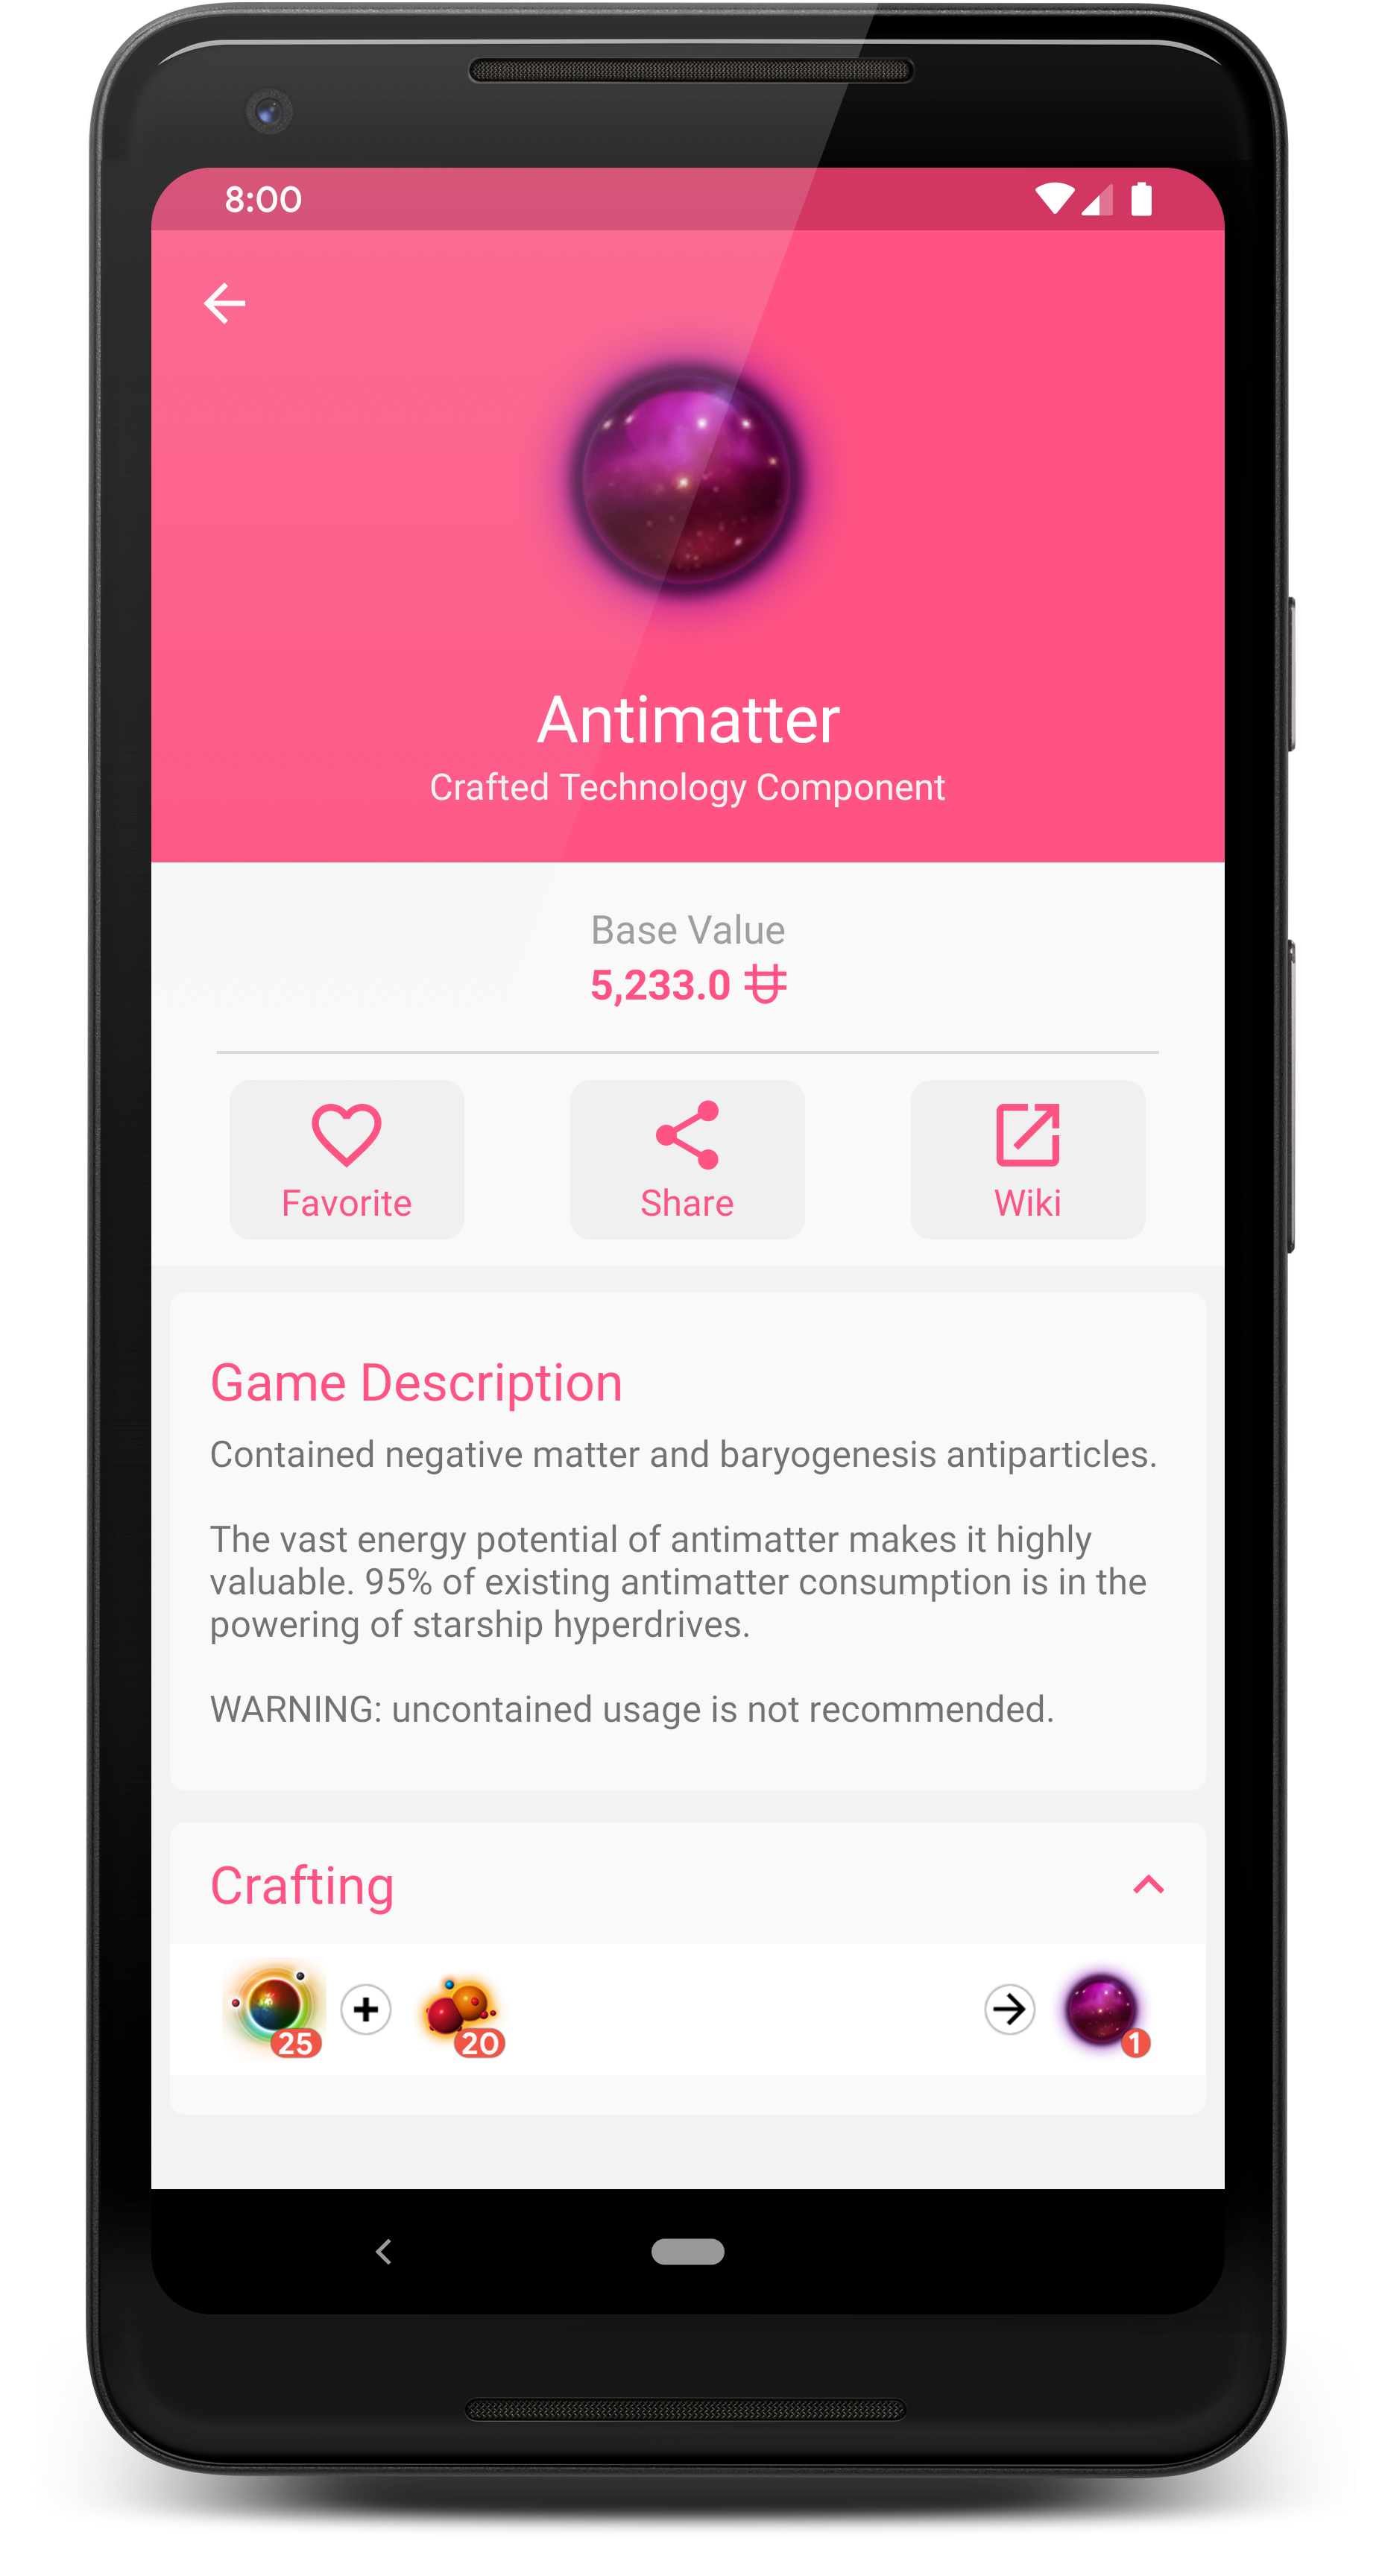 8:00
Antimatter
Crafted Technology Component
Base Value
5,233.0
Favorite
Share
Wiki
Game Description
Contained negative matter and baryogenesis antiparticles.
The vast energy potential of antimatter makes it highly
valuable. 95% of existing antimatter consumption is in the
powering of starship hyperdrives.
WARNING: uncontained usage is not recommended.
Crafting
25 + 20 → 1